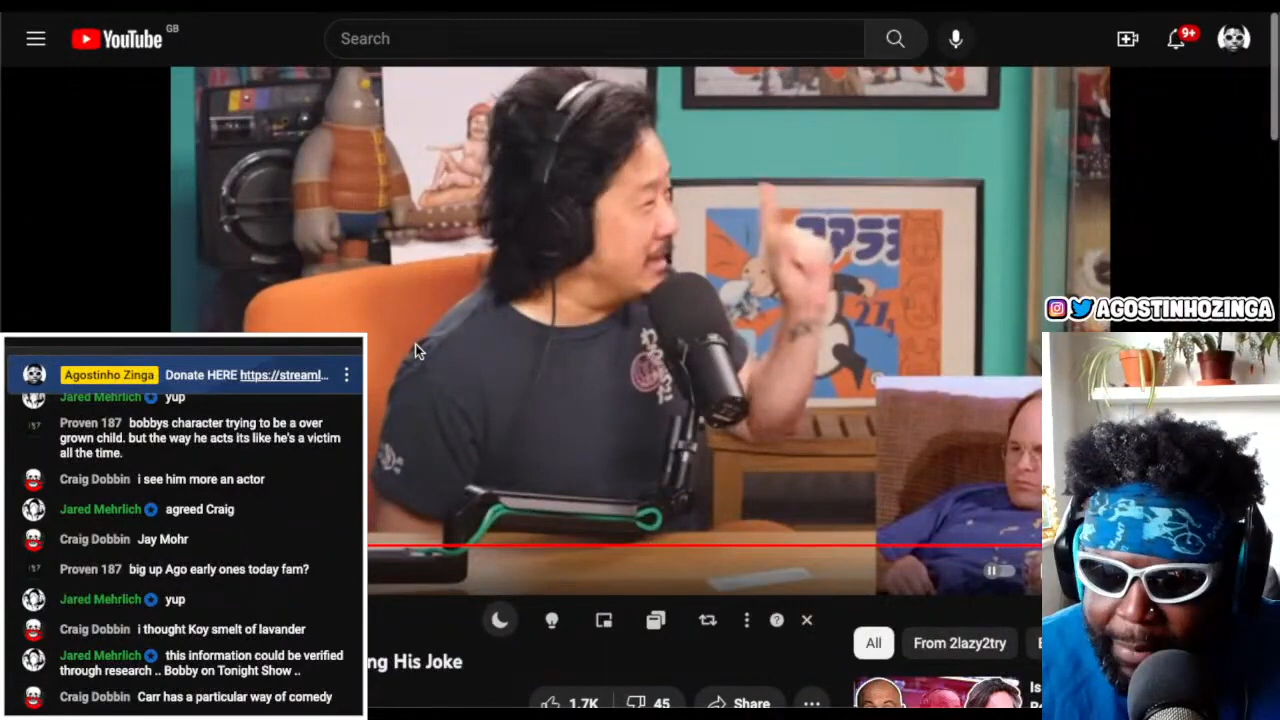 YouTube GB
Search
9+
コアラ
27
AGOSTINHOZINGA
Agostinho Zinga Donate HERE https://streaml...
Jared Mehrlich yup
Proven 187 bobbys character trying to be a over
grown child. but the way he acts its like he's a victim
all the time.
Craig Dobbin i see him more an actor
Jared Mehrlich agreed Craig
Craig Dobbin Jay Mohr
Proven 187 big up Ago early ones today fam?
Jared Mehrlich yup
Craig Dobbin i thought Koy smelt of lavander
Jared Mehrlich this information could be verified
through research .. Bobby on Tonight Show ..
Craig Dobbin Carr has a particular way of comedy
ng His Joke
All
From 2lazy2try
1.7K
45
Share
Is